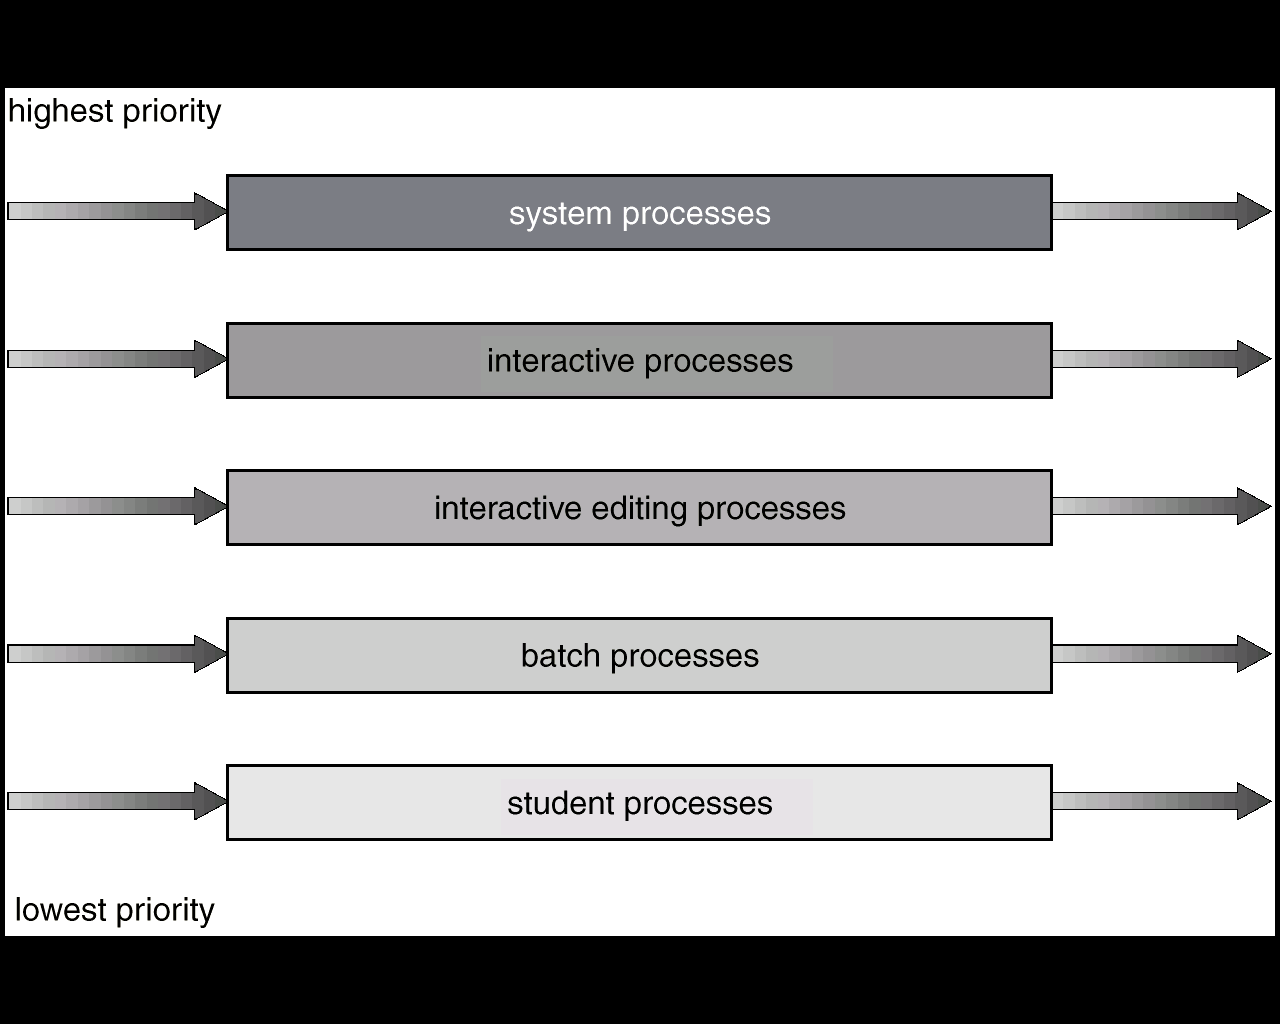 highest priority
system processes
interactive processes
interactive editing processes
batch processes
student processes
lowest priority